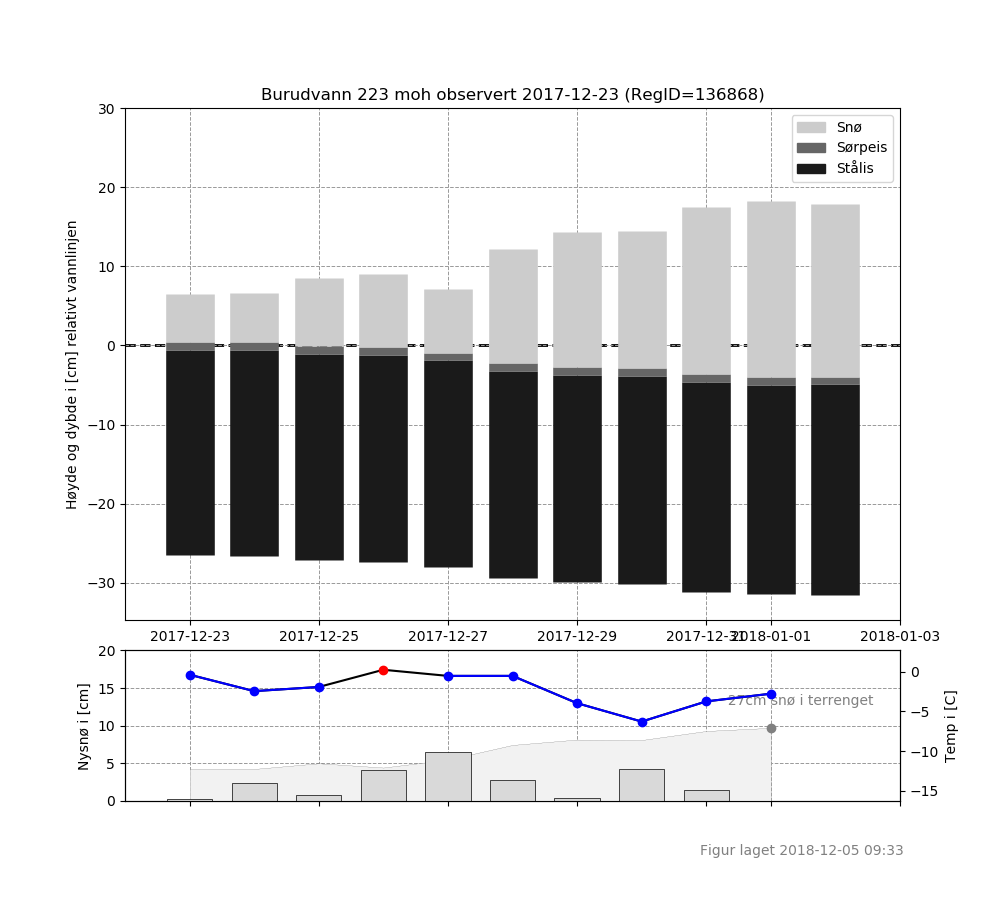 Burudvann 223 moh observert 2017-12-23 (RegID=136868)
Snø
Sørpeis
Stålis
Høyde og dybde i [cm] relativt vannlinjen
30
20
10
0
−10
−20
−30
2017-12-23
2017-12-25
2017-12-27
2017-12-29
2017-12-31
2018-01-01
2018-01-03
Nysnø i [cm]
20
15
10
5
0
27cm snø i terrenget
0
−5
−10
−15
Temp i [C]
Figur laget 2018-12-05 09:33